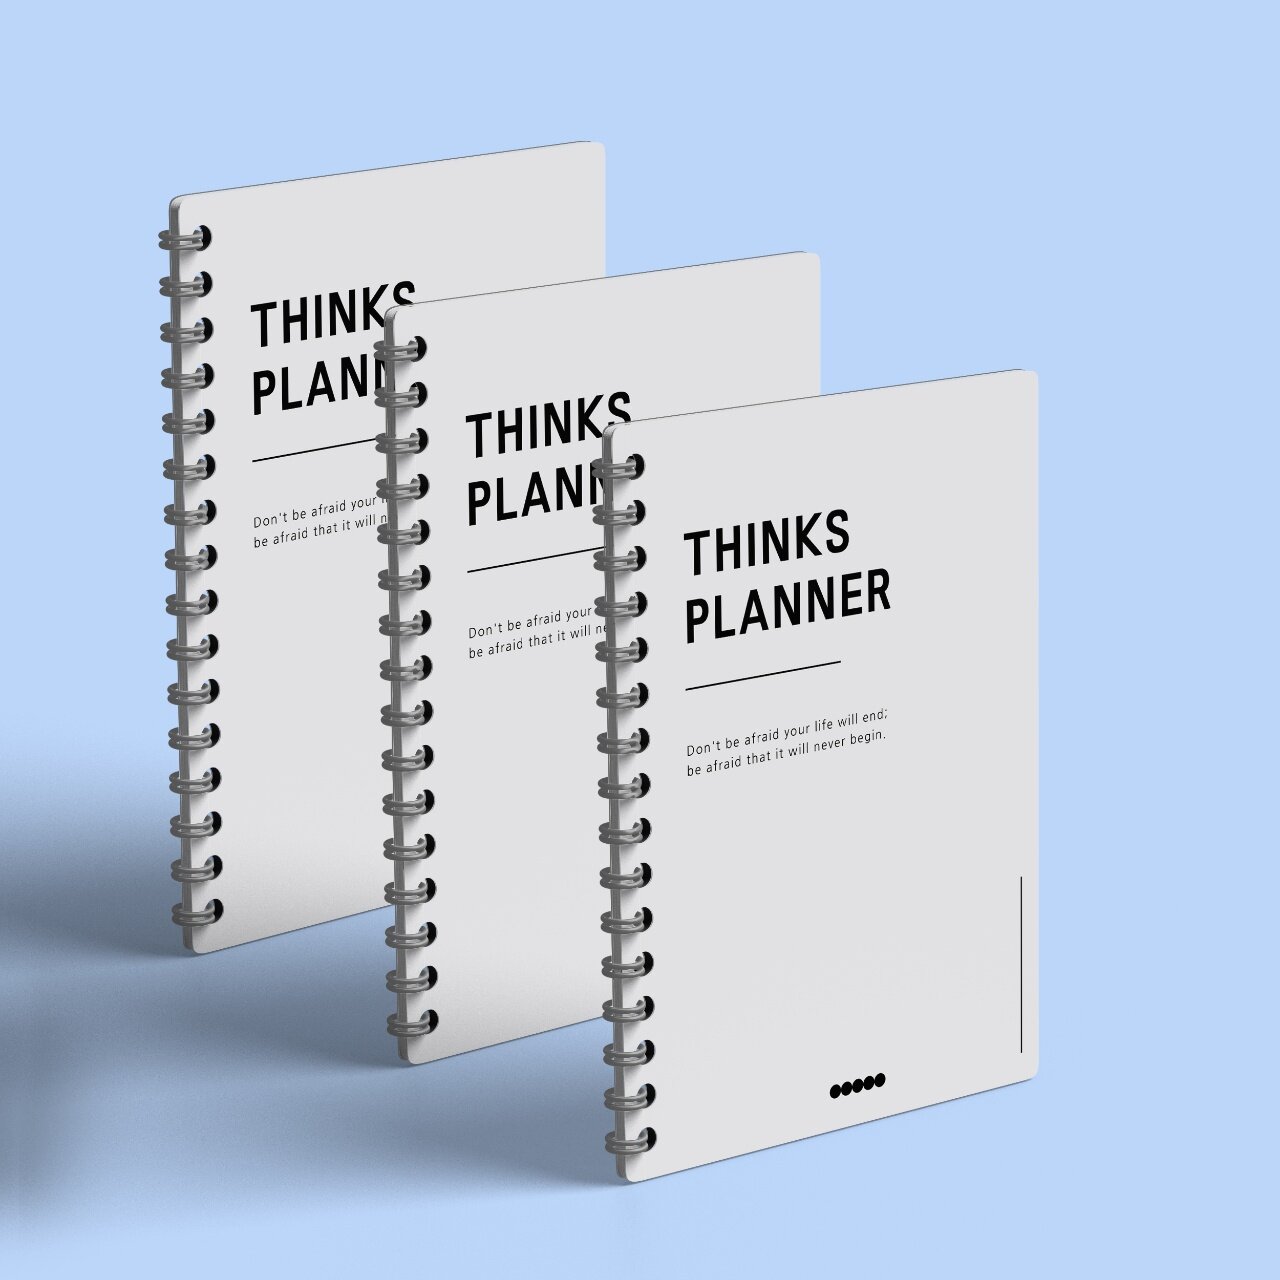 THINKS
PLANN
Don't be afraid your
be afraid that it will
THINKS
PLANN
Don't be afraid your
be afraid that it will
THINKS
PLANNER
Don't be afraid your life will end;
be afraid that it will never begin.